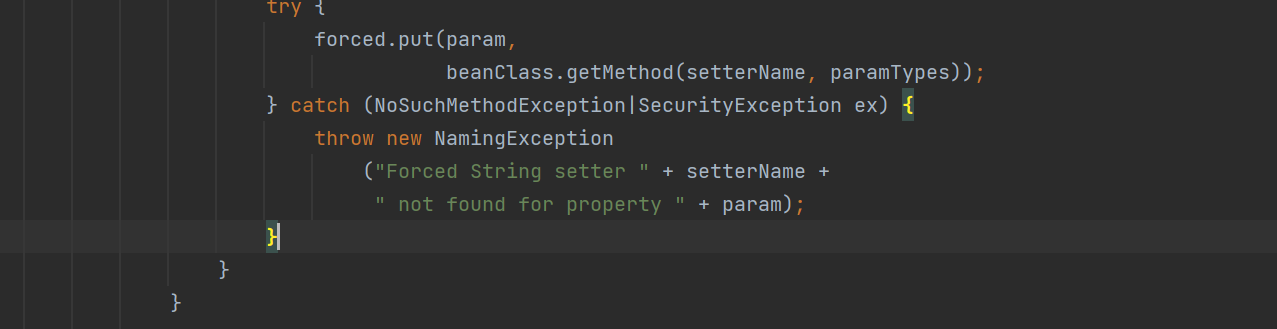 try {
forced.put(param,
beanClass.getMethod(setterName, paramTypes));
} catch (NoSuchMethodException|SecurityException ex) {
throw new NamingException
("Forced String setter " + setterName +
" not found for property " + param);
}
}
}